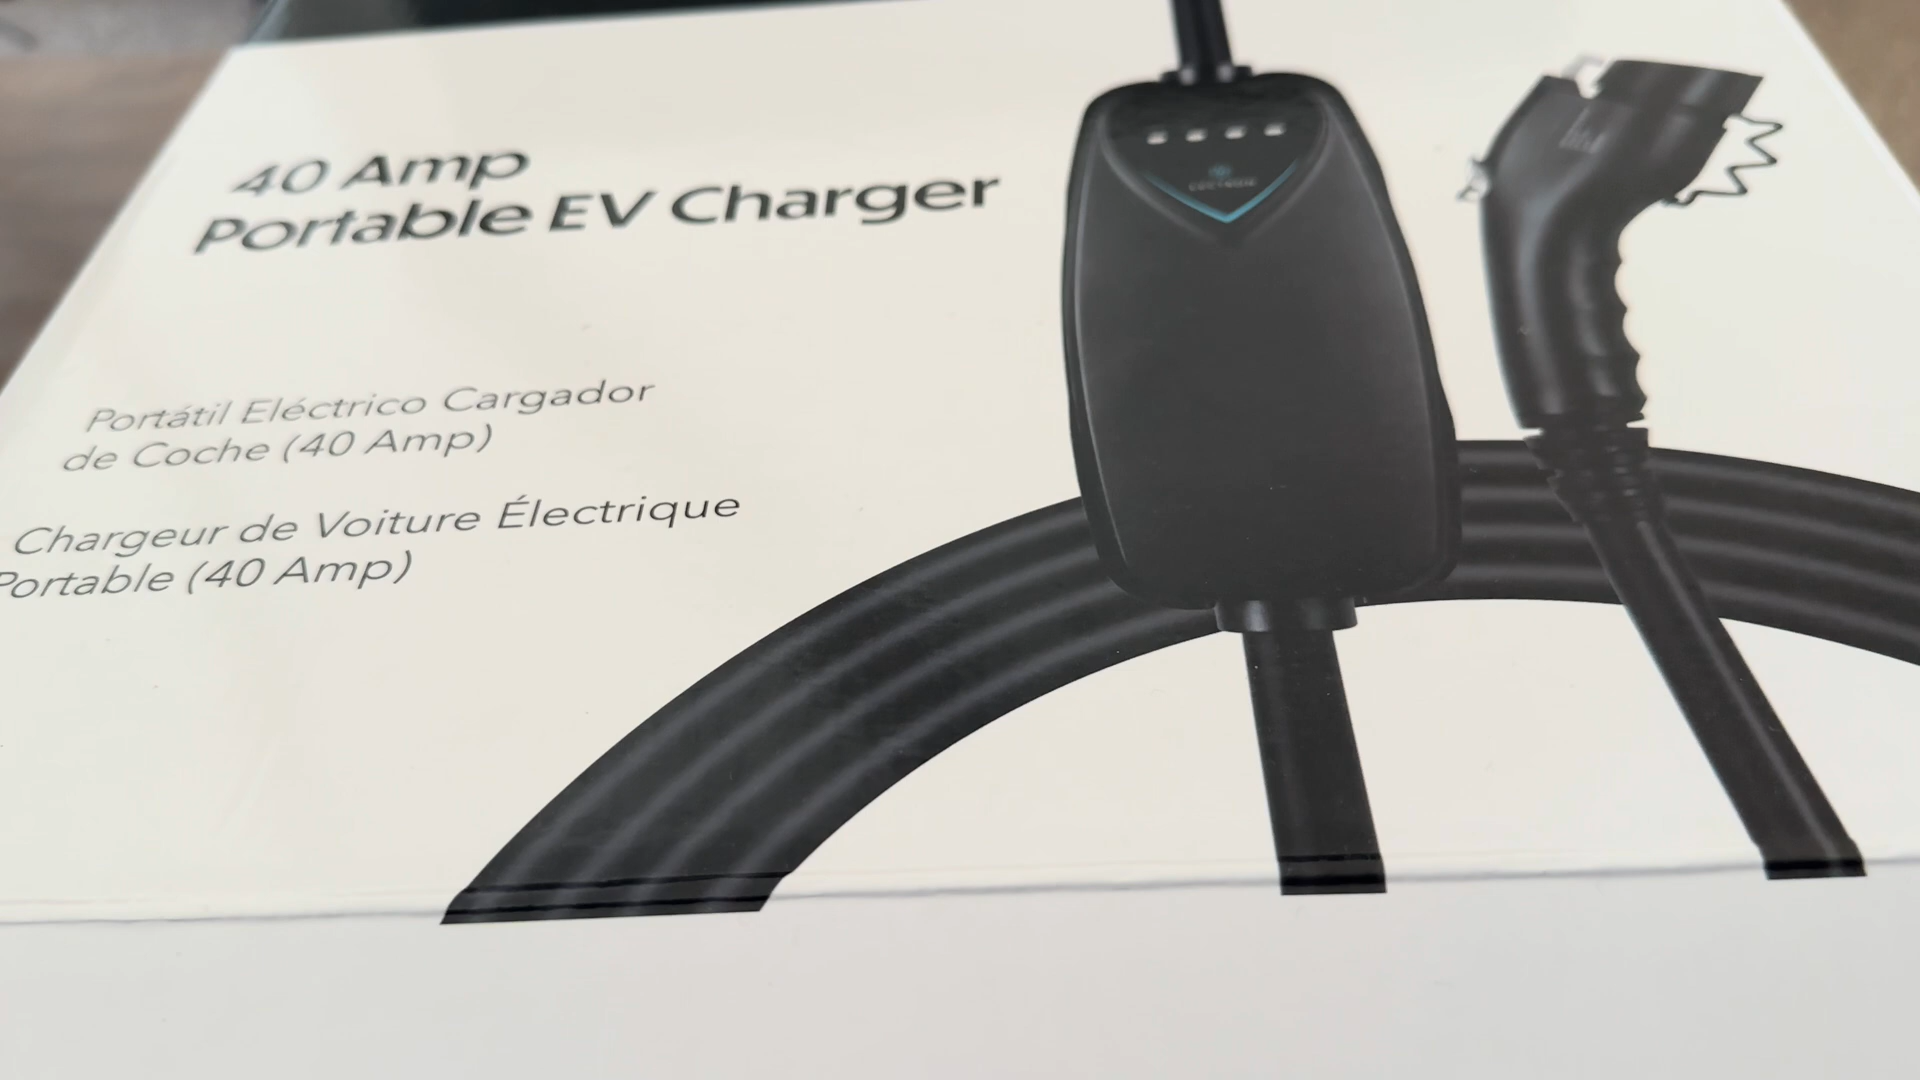 40 Amp
Portable EV Charger
Portátil Eléctrico Cargador
de Coche (40 Amp)
Chargeur de Voiture Électrique
Portable (40 Amp)
LECTRON